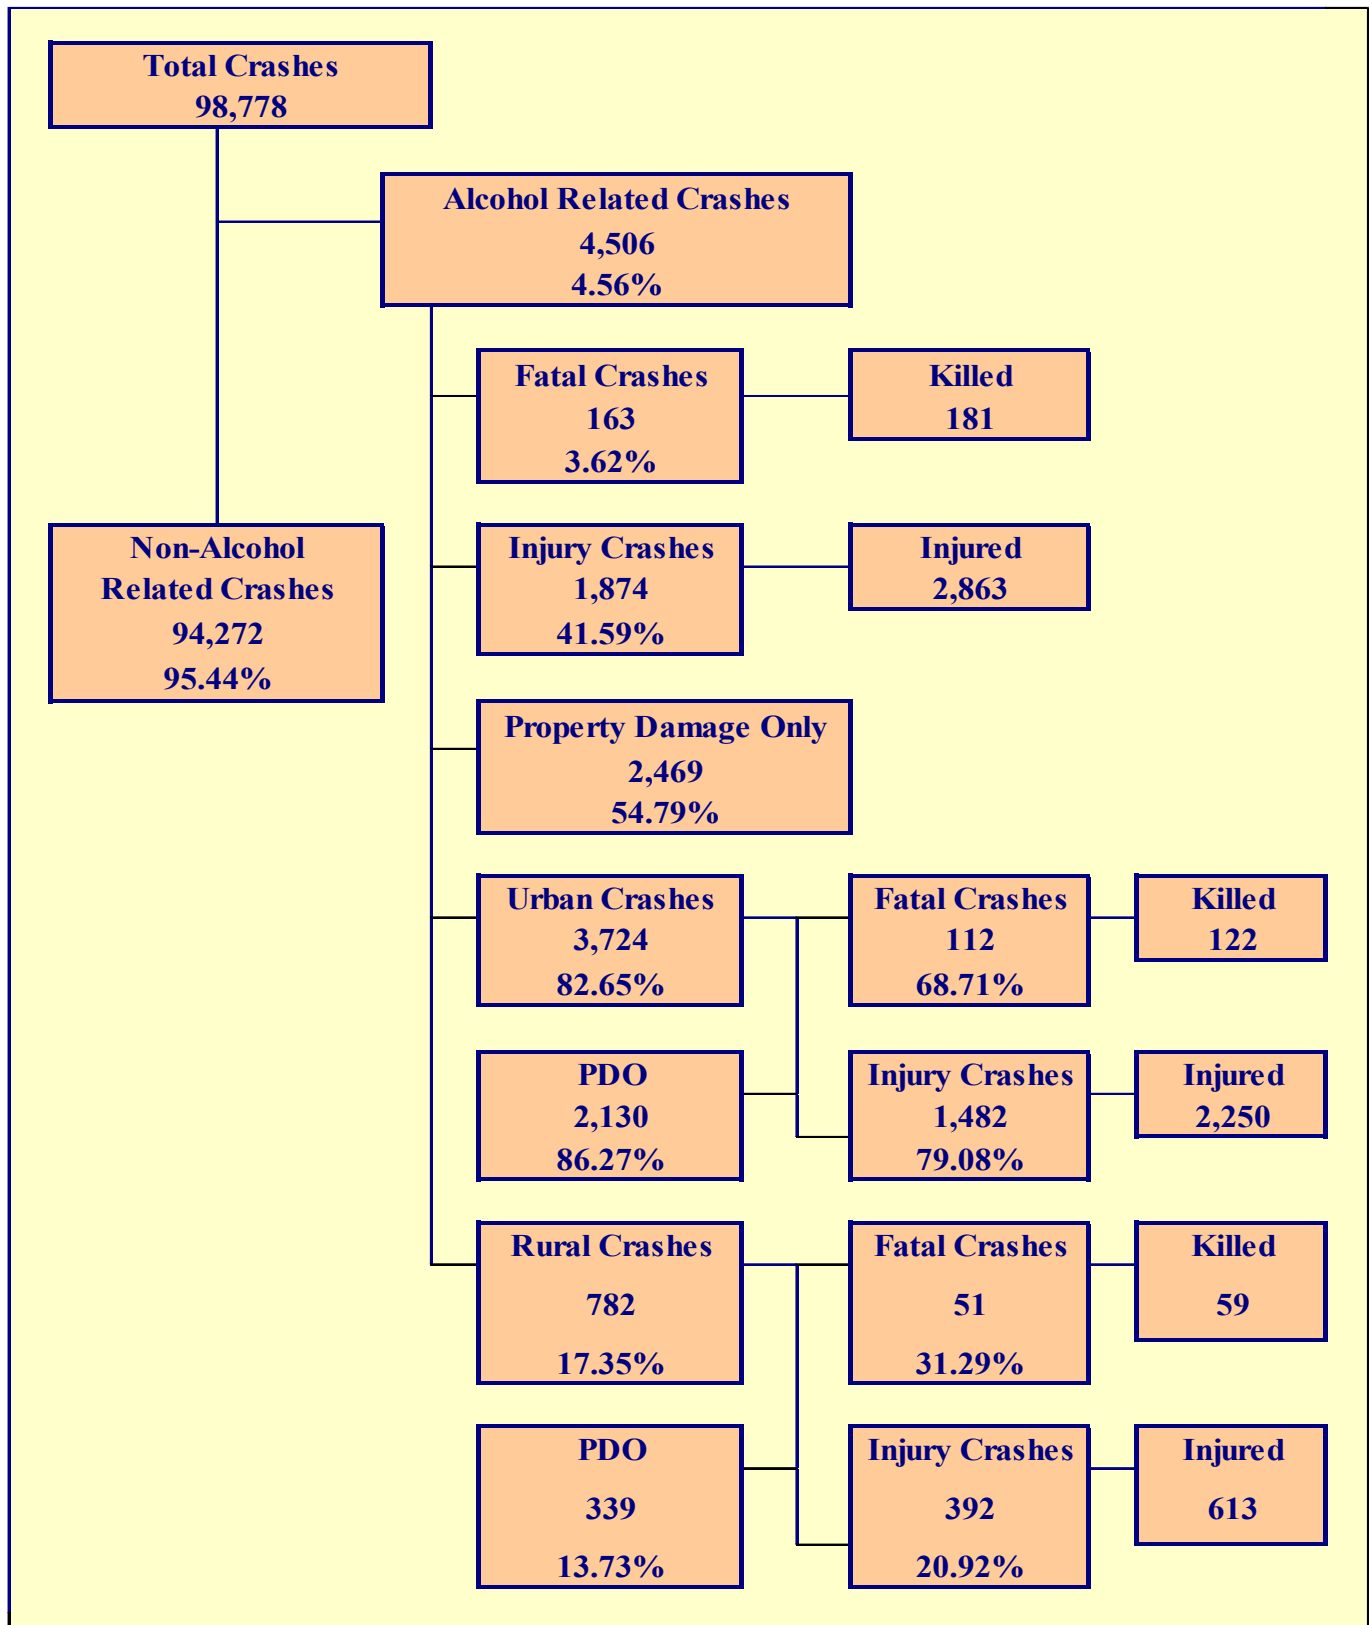 Total Crashes
98,778
Alcohol Related Crashes
4,506
4.56%
Fatal Crashes
163
3.62%
Killed
181
Non-Alcohol
Related Crashes
94,272
95.44%
Injury Crashes
1,874
41.59%
Injured
2,863
Property Damage Only
2,469
54.79%
Urban Crashes
3,724
82.65%
Fatal Crashes
112
68.71%
Killed
122
PDO
2,130
86.27%
Injury Crashes
1,482
79.08%
Injured
2,250
Rural Crashes
782
17.35%
Fatal Crashes
51
31.29%
Killed
59
PDO
339
13.73%
Injury Crashes
392
20.92%
Injured
613